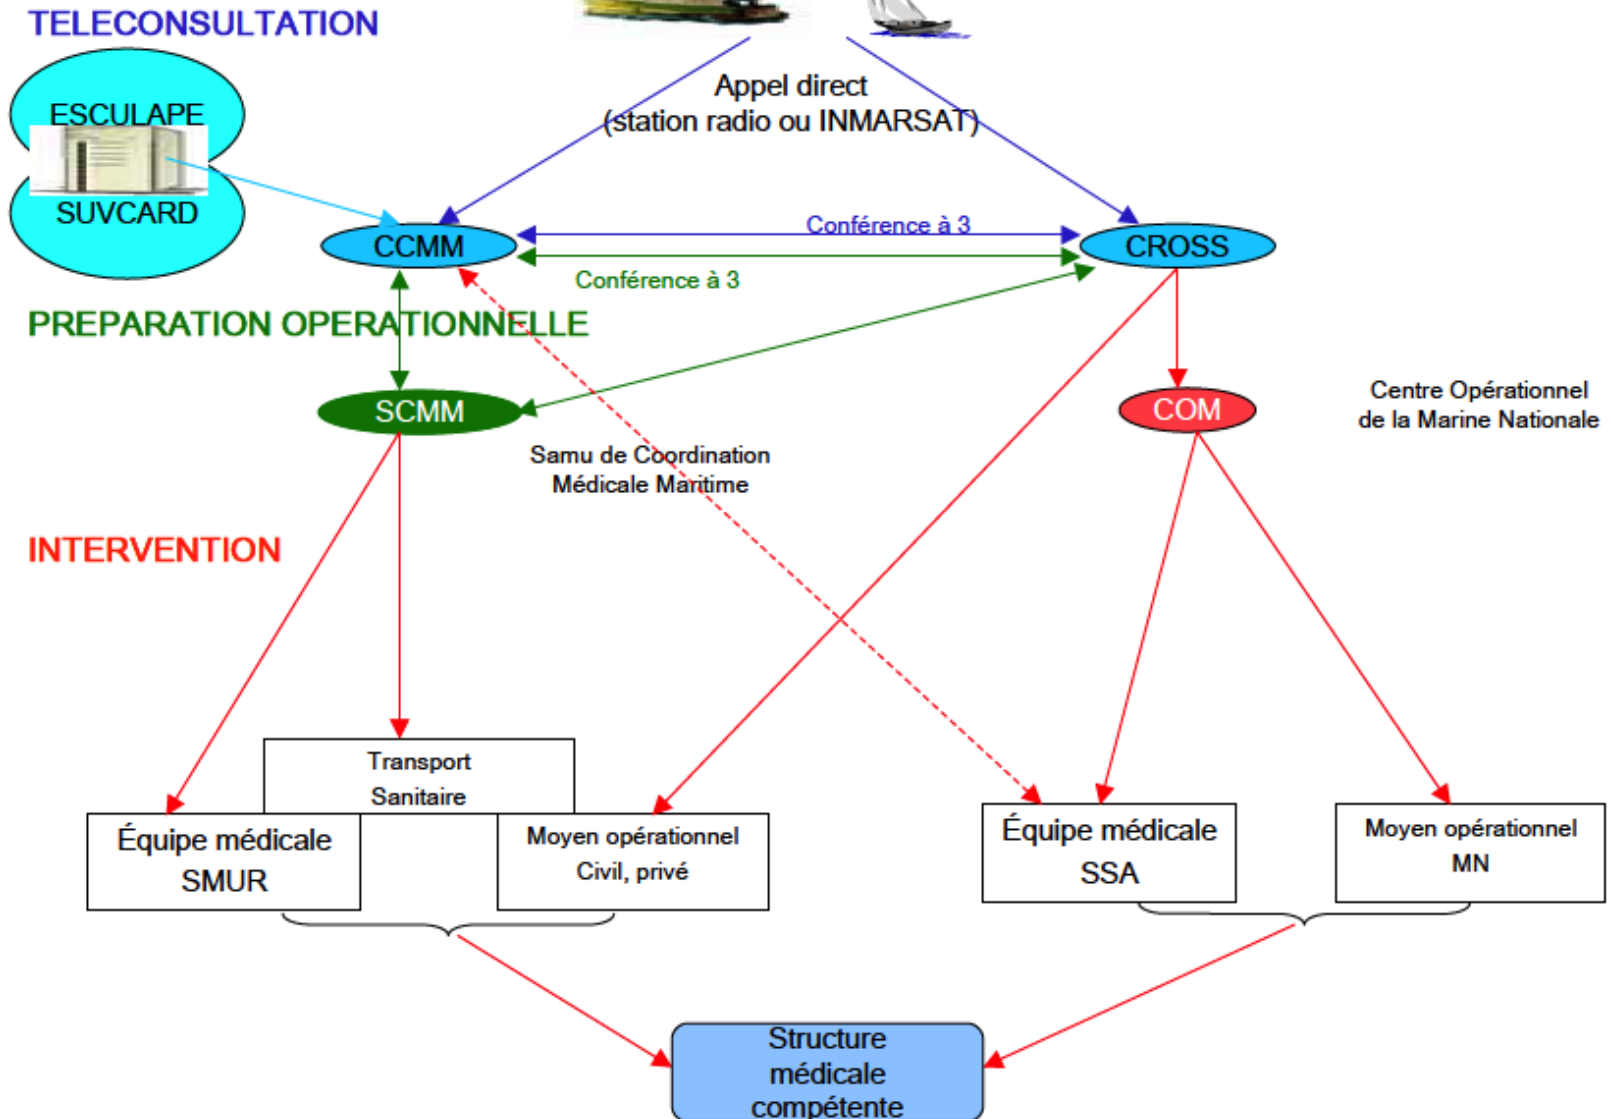 TELECONSULTATION
Appel direct
(station radio ou INMARSAT)
ESCULAPE
SUVCARD
Conférence à 3
CCMM
CROSS
Conférence à 3
PREPARATION OPERATIONNELLE
SCMM
COM
Centre Opérationnel
de la Marine Nationale
Samu de Coordination
Médicale Maritime
INTERVENTION
Transport
Sanitaire
Équipe médicale
SMUR
Moyen opérationnel
Civil, privé
Équipe médicale
SSA
Moyen opérationnel
MN
Structure
médicale
compétente